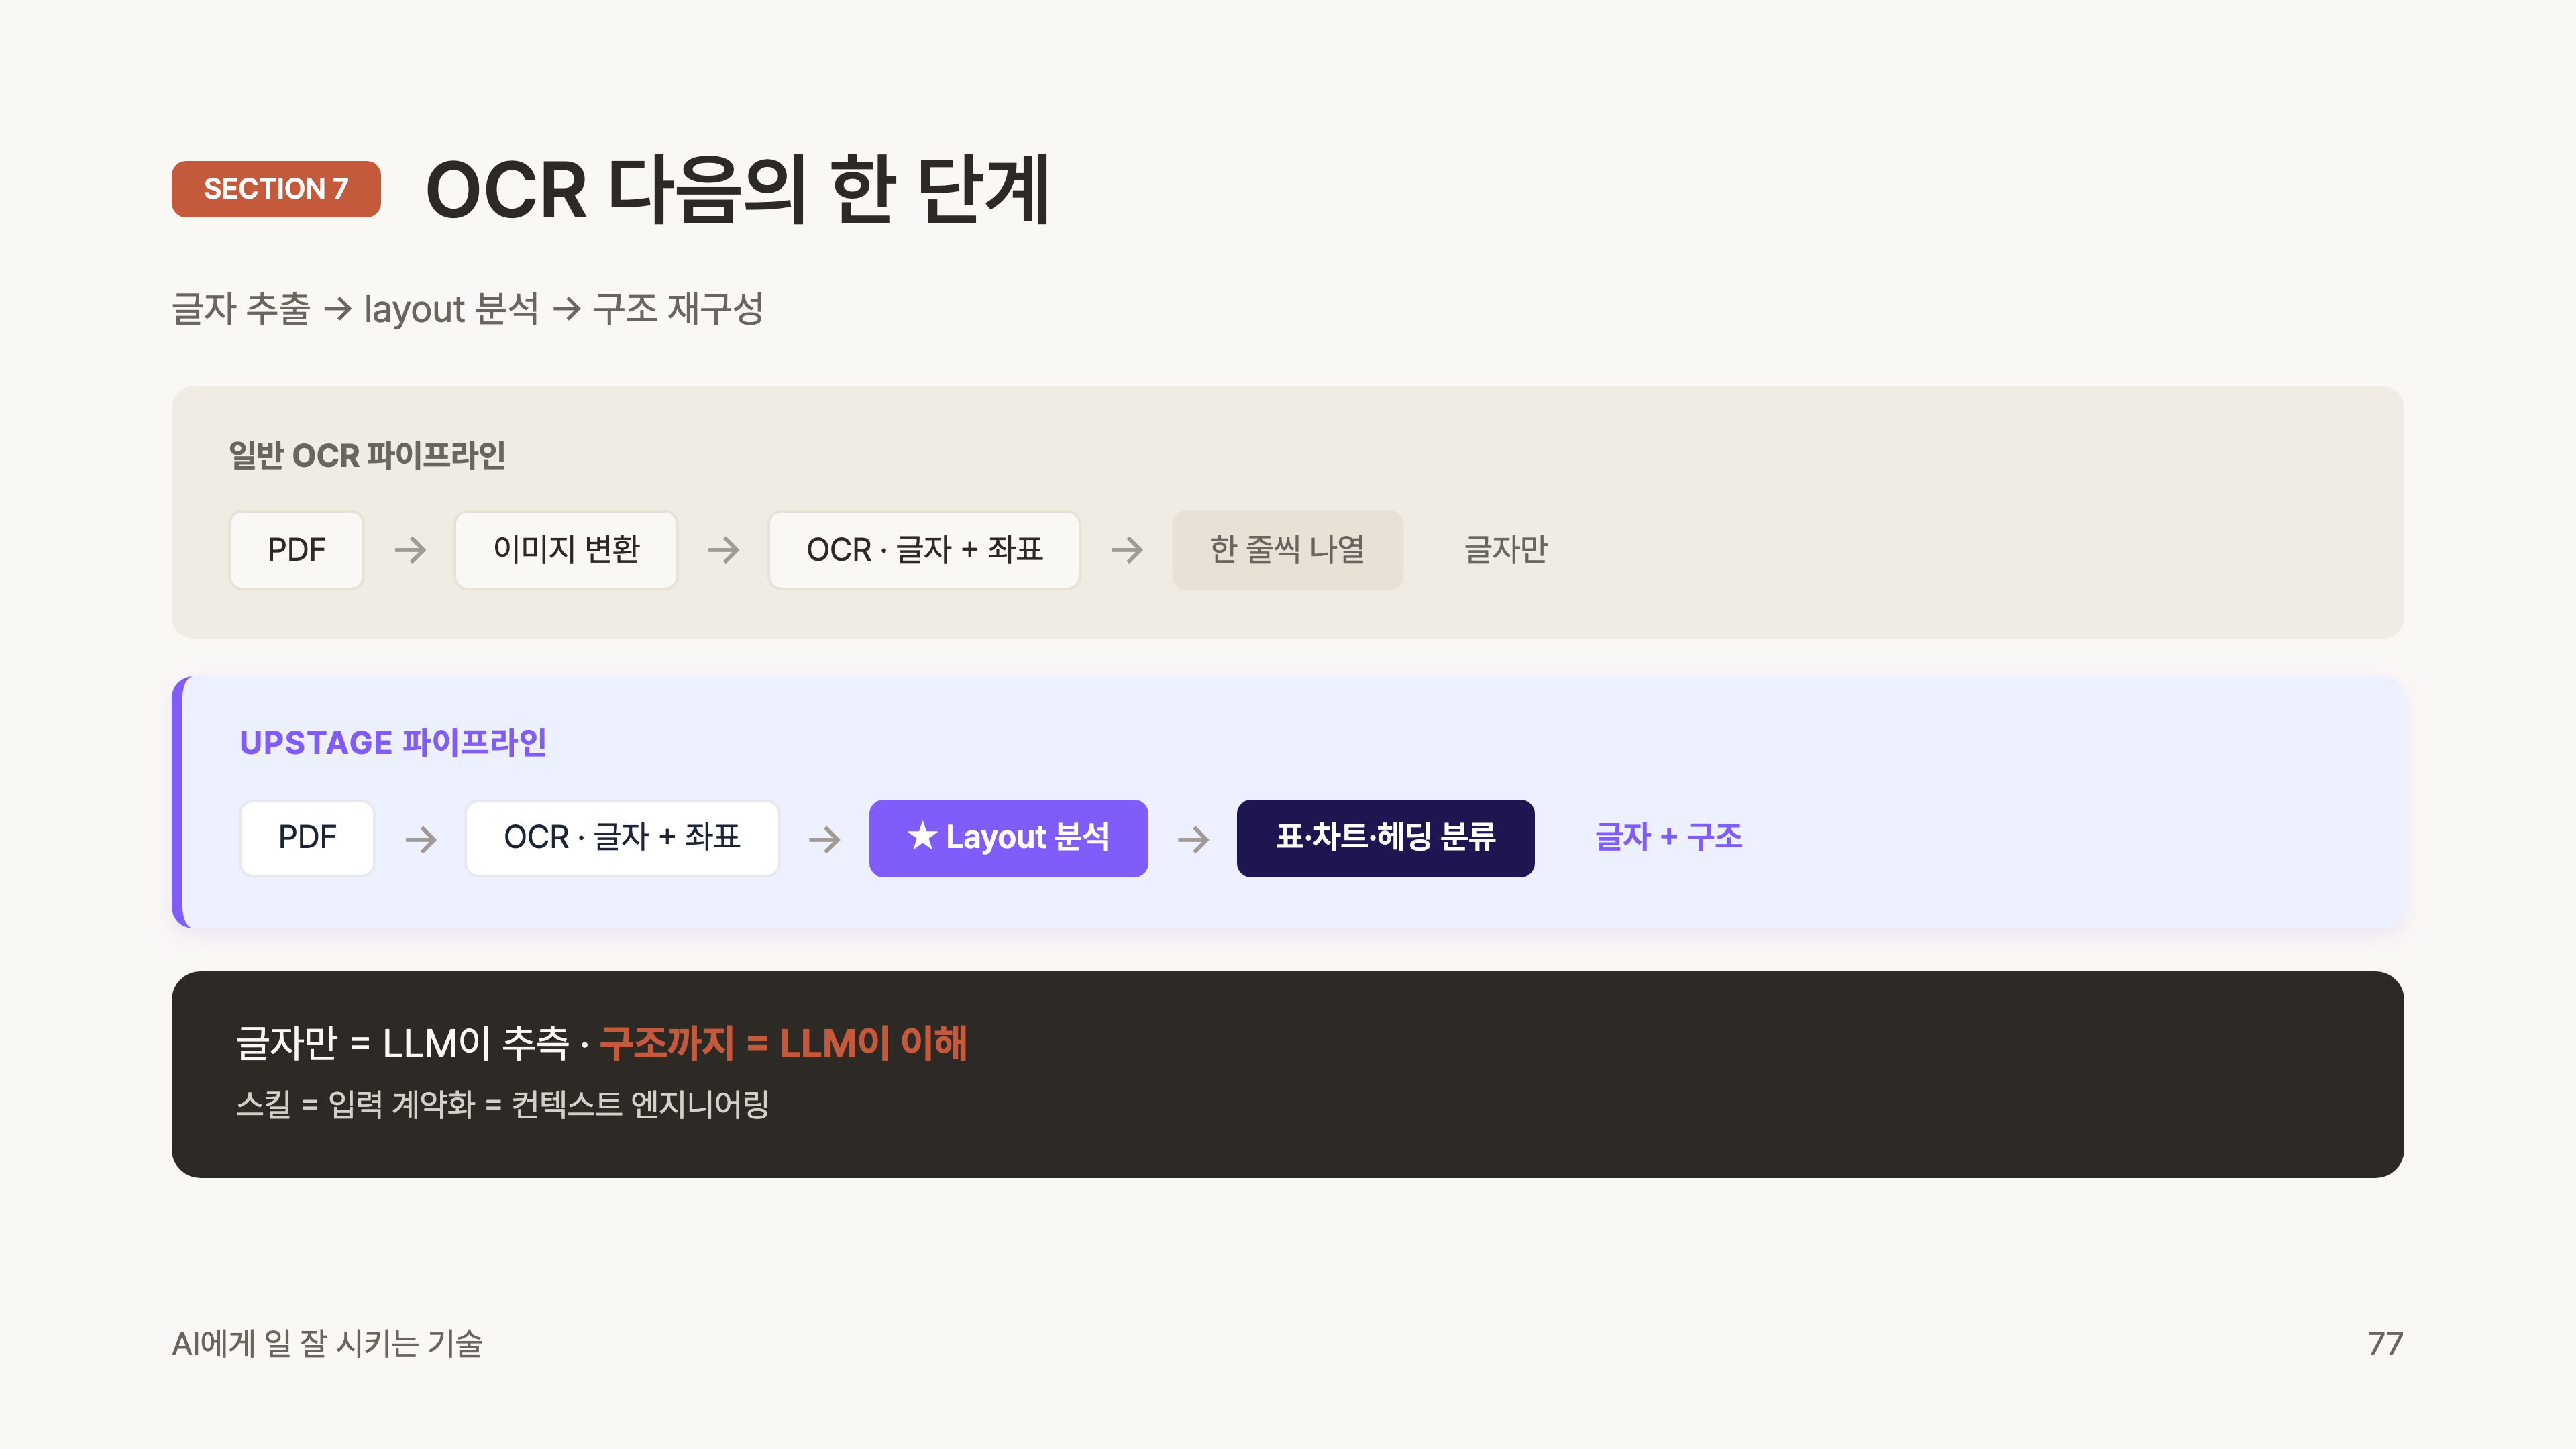 SECTION 7 OCR 다음의 한 단계
글자 추출 → layout 분석 → 구조 재구성
일반 OCR 파이프라인
PDF → 이미지 변환 → OCR · 글자 + 좌표 → 한 줄씩 나열 글자만
UPSTAGE 파이프라인
PDF → OCR · 글자 + 좌표 → ★ Layout 분석 → 표·차트·헤딩 분류 글자 + 구조
글자만 = LLM이 추측 · 구조까지 = LLM이 이해
스킬 = 입력 계약화 = 컨텍스트 엔지니어링
AI에게 일 잘 시키는 기술 77